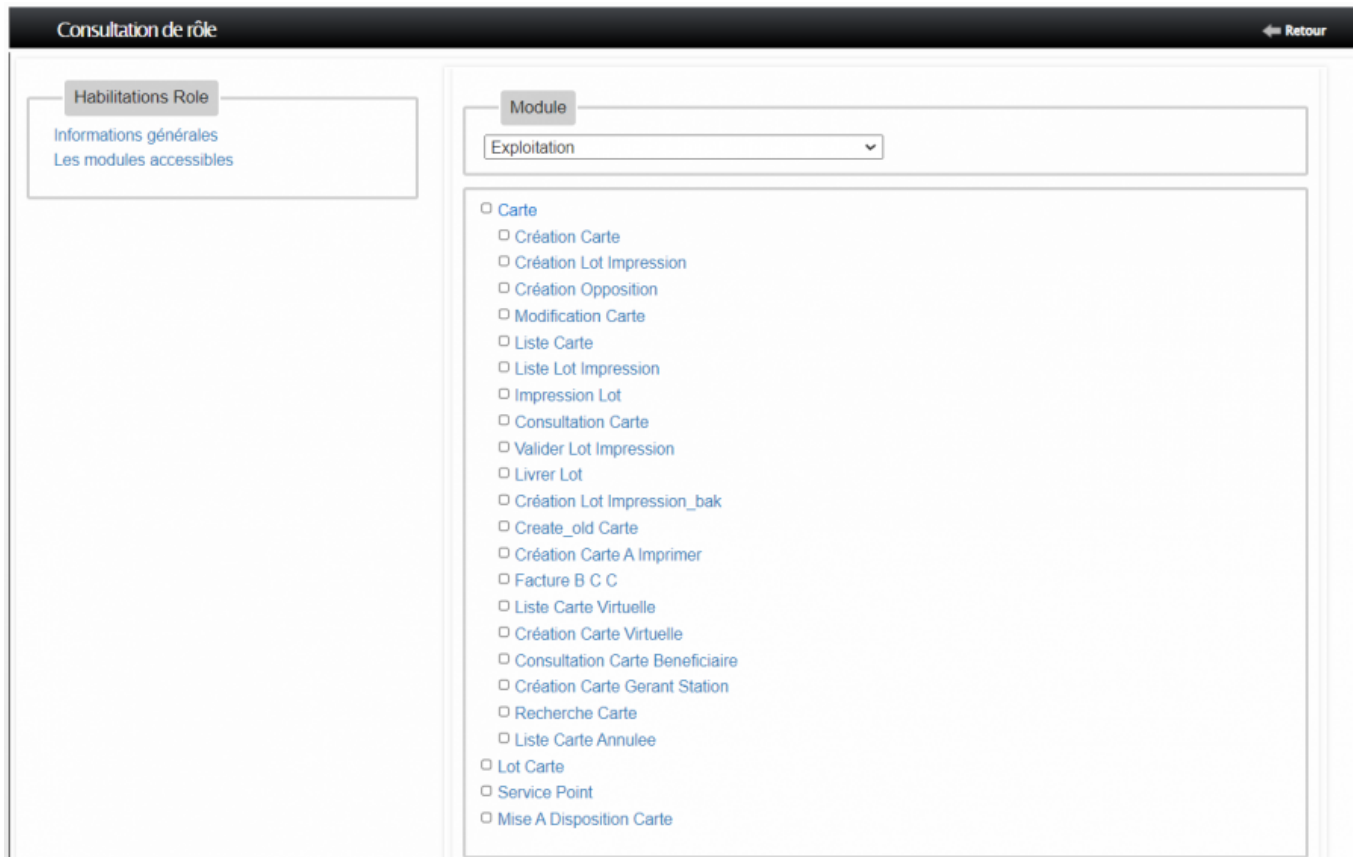 Consultation de rôle
Retour
Habilitations Role
Informations générales
Les modules accessibles
Module
Exploitation
Carte
Création Carte
Création Lot Impression
Création Opposition
Modification Carte
Liste Carte
Liste Lot Impression
Impression Lot
Consultation Carte
Valider Lot Impression
Livrer Lot
Création Lot Impression_bak
Create_old Carte
Création Carte A Imprimer
Facture B C C
Liste Carte Virtuelle
Création Carte Virtuelle
Consultation Carte Beneficiaire
Création Carte Gerant Station
Recherche Carte
Liste Carte Annulee
Lot Carte
Service Point
Mise A Disposition Carte